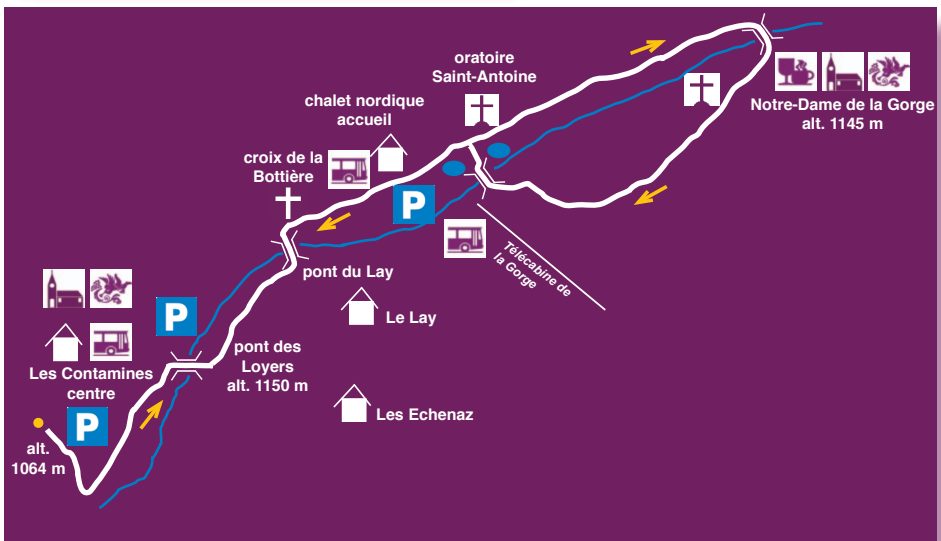 oratoire
Saint-Antoine
chalet nordique
accueil
Notre-Dame de la Gorge
alt. 1145 m
croix de la
Bottière
P
Télécabine de
la Gorge
pont du Lay
P
Le Lay
pont des
Loyers
alt. 1150 m
Les Contamines
centre
Les Echenaz
P
alt.
1064 m